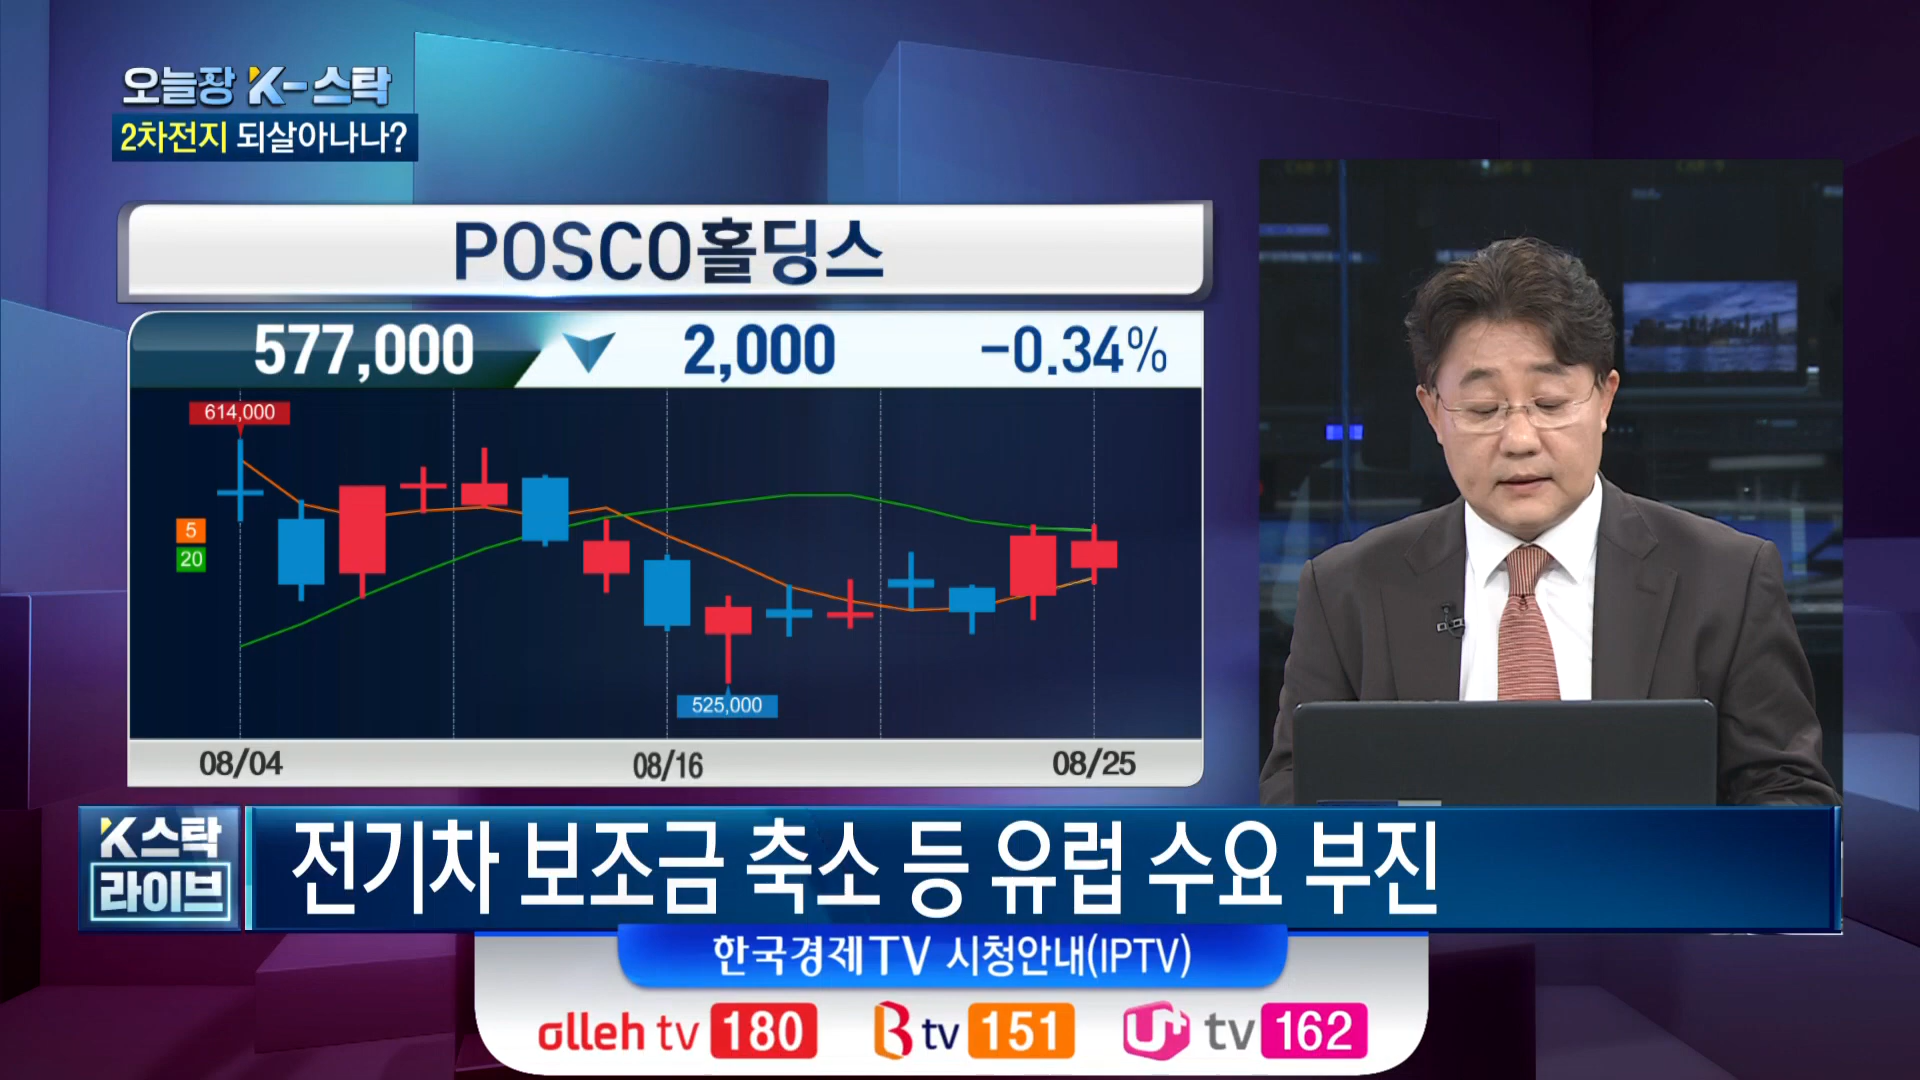 오늘장 K-스탁
2차전지 되살아나나?
POSCO홀딩스
577,000 ▼ 2,000 -0.34%
614,000
5
20
525,000
08/04 08/16 08/25
K스탁
라이브
전기차 보조금 축소 등 유럽 수요 부진
한국경제TV 시청안내(IPTV)
olleh tv 180 B tv 151 U+ tv 162